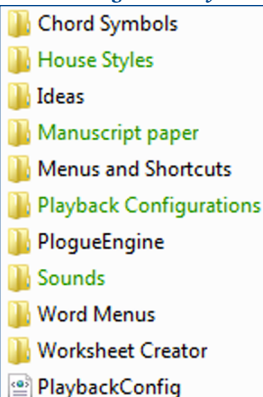 Chord Symbols
House Styles
Ideas
Manuscript paper
Menus and Shortcuts
Playback Configurations
PlogueEngine
Sounds
Word Menus
Worksheet Creator
PlaybackConfig